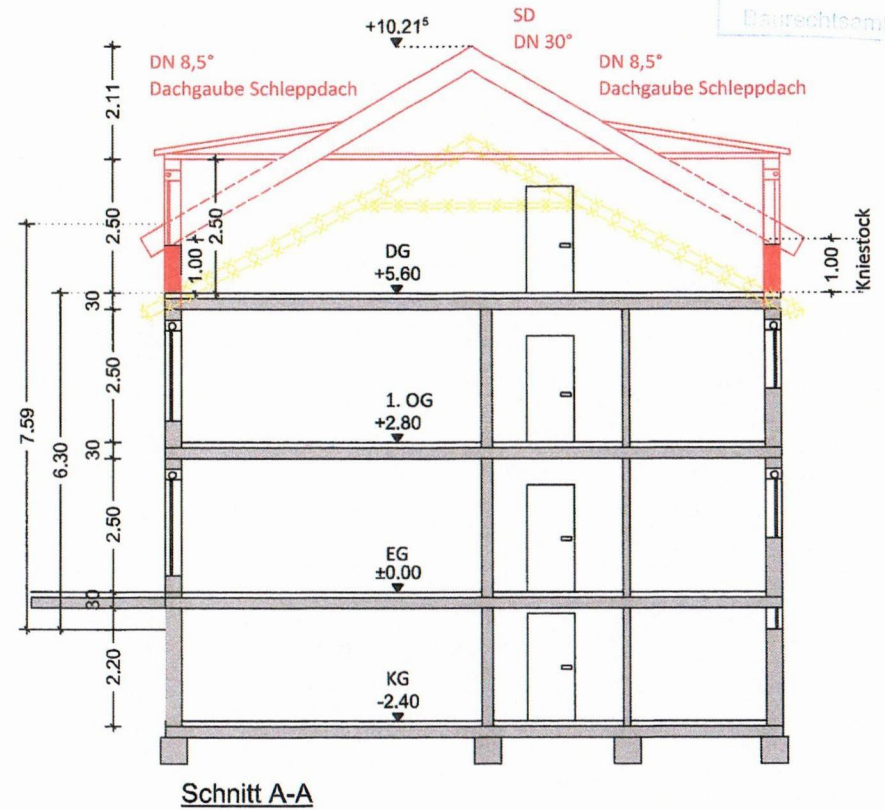 Baurechtsam
+10.21⁵
SD
DN 30°
DN 8,5°
Dachgaube Schleppdach
DN 8,5°
Dachgaube Schleppdach
2.11
2.50
2.50
1.00
1.00
Kniestock
DG
+5.60
30
7.59
6.30
2.50
1. OG
+2.80
30
2.50
EG
±0.00
30
2.20
KG
-2.40
Schnitt A-A